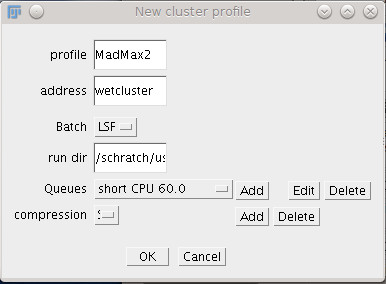 New cluster profile
profile MadMax2
address wetcluster
Batch LSF
run dir /schratch/us
Queues short CPU 60.0 Add Edit Delete
compression Add Delete
OK Cancel